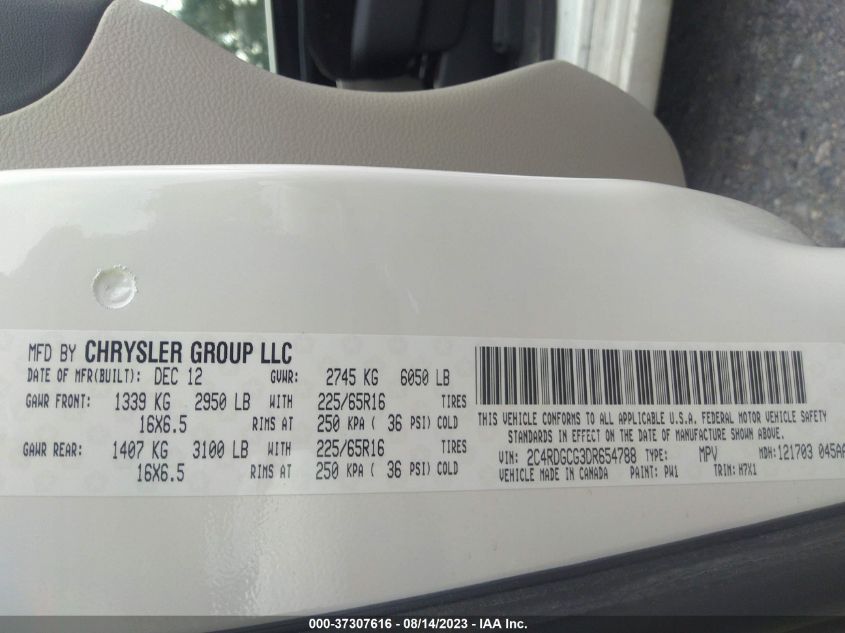 MFD BY CHRYSLER GROUP LLC
DATE OF MFR(BUILT): DEC 12 GVWR: 2745 KG 6050 LB
GAWR FRONT: 1339 KG 2950 LB WITH 225/65R16 TIRES
16X6.5 RIMS AT 250 KPA ( 36 PSI) COLD
GAWR REAR: 1407 KG 3100 LB WITH 225/65R16 TIRES
16X6.5 RIMS AT 250 KPA ( 36 PSI) COLD
THIS VEHICLE CONFORMS TO ALL APPLICABLE U.S.A. FEDERAL MOTOR VEHICLE SAFETY
STANDARDS IN EFFECT ON THE DATE OF MANUFACTURE SHOWN ABOVE.
VIN: 2C4RDGCG3DR654788 TYPE: MPV MDH: 121703 045AA
VEHICLE MADE IN CANADA PAINT: PW1 TRIM: H7X1
000-37307616 - 08/14/2023 - IAA Inc.